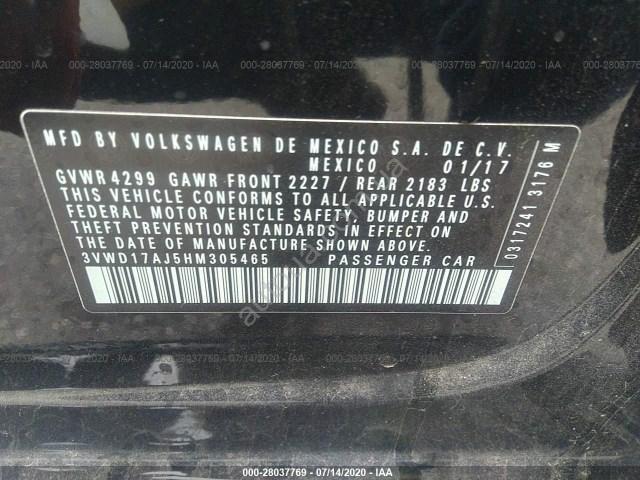 000-28037769 - 07/14/2020 - IAA
MFD BY VOLKSWAGEN DE MEXICO S.A. DE C.V.
MEXICO 01/17
GVWR 4299 GAWR FRONT 2227 / REAR 2183 LBS
THIS VEHICLE CONFORMS TO ALL APPLICABLE U.S.
FEDERAL MOTOR VEHICLE SAFETY, BUMPER AND
THEFT PREVENTION STANDARDS IN EFFECT ON
THE DATE OF MANUFACTURE SHOWN ABOVE.
3VWD17AJ5HM305465 PASSENGER CAR
0317241 3176 M
000-28037769 - 07/14/2020 - IAA